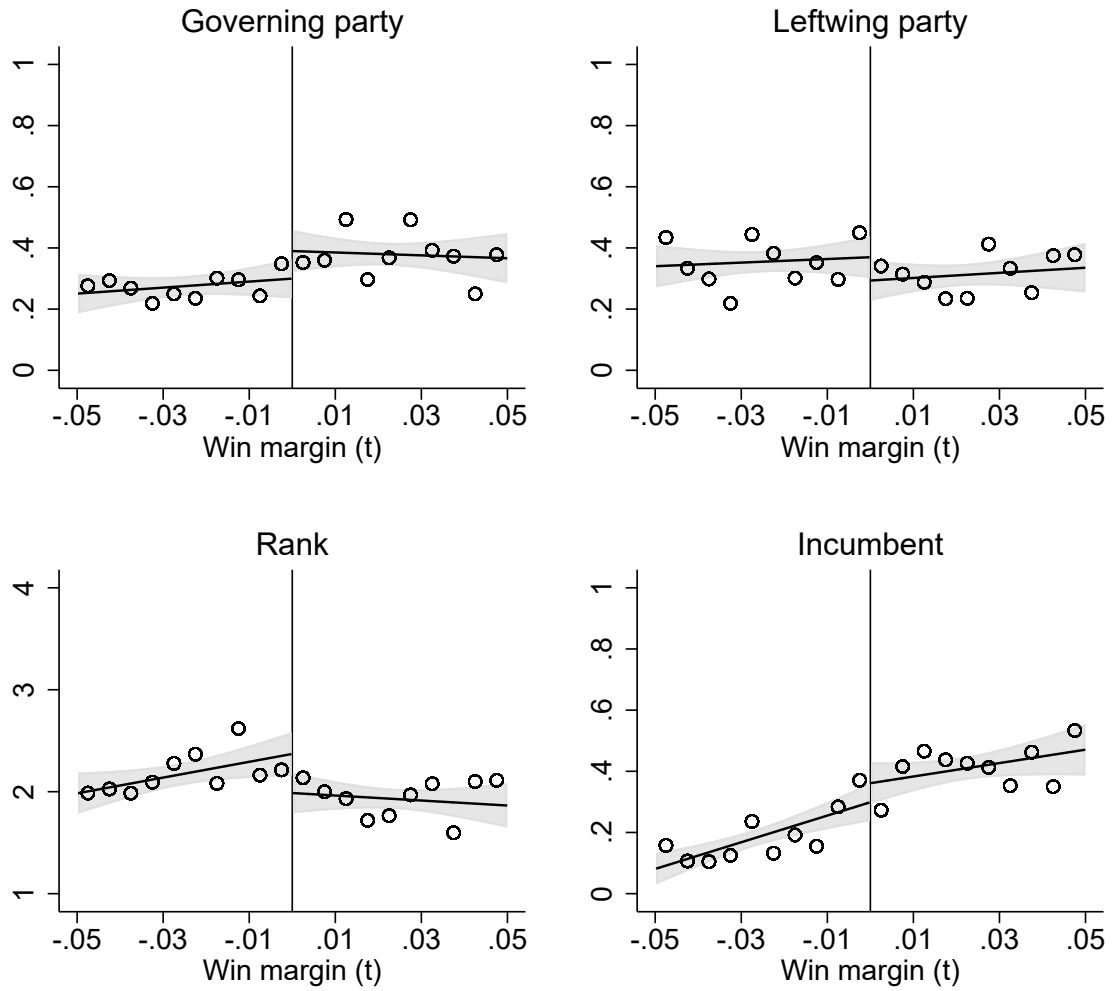 Governing party
1
.8
.6
.4
.2
0
-.05 -.03 -.01 .01 .03 .05
Win margin (t)
Leftwing party
1
.8
.6
.4
.2
0
-.05 -.03 -.01 .01 .03 .05
Win margin (t)
Rank
4
3
2
1
-.05 -.03 -.01 .01 .03 .05
Win margin (t)
Incumbent
1
.8
.6
.4
.2
0
-.05 -.03 -.01 .01 .03 .05
Win margin (t)